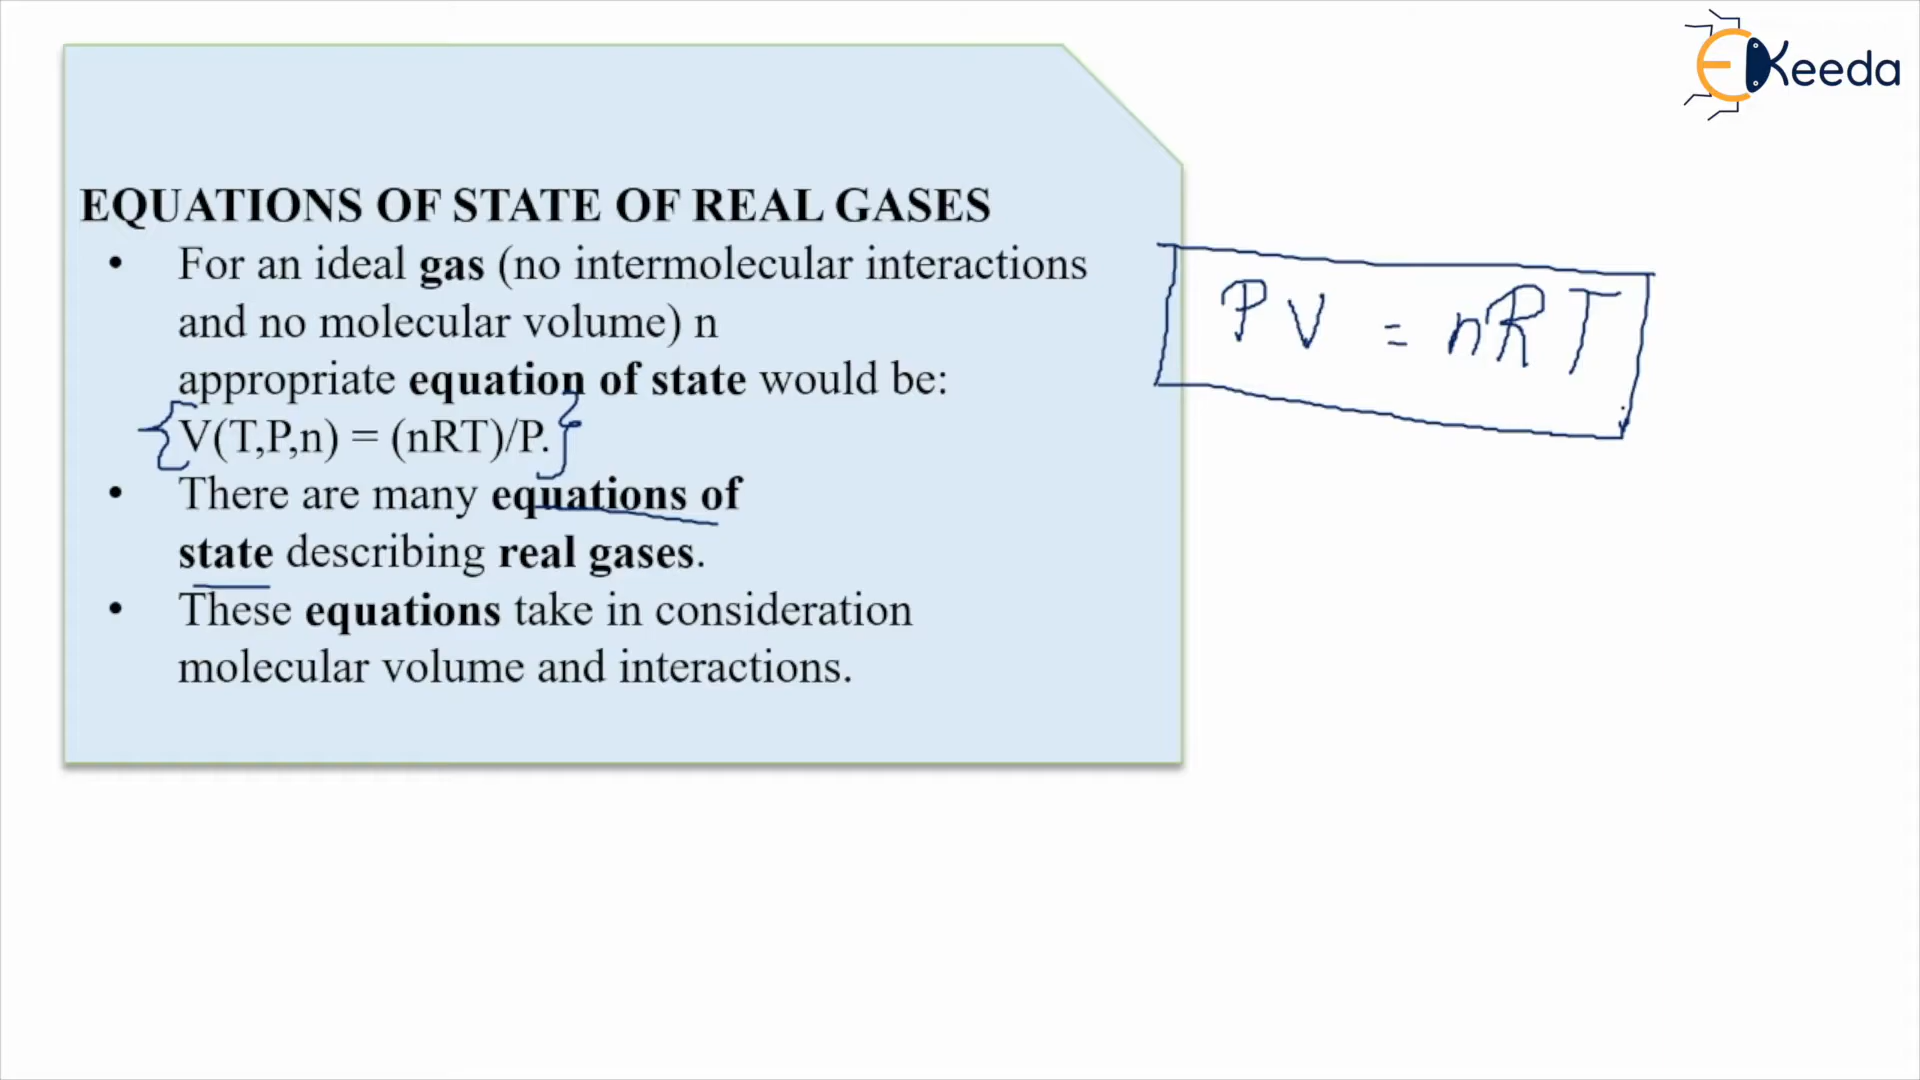 EKeeda
EQUATIONS OF STATE OF REAL GASES
• For an ideal gas (no intermolecular interactions
and no molecular volume) n
appropriate equation of state would be:
V(T,P,n) = (nRT)/P.
• There are many equations of
state describing real gases.
• These equations take in consideration
molecular volume and interactions.
PV = nRT